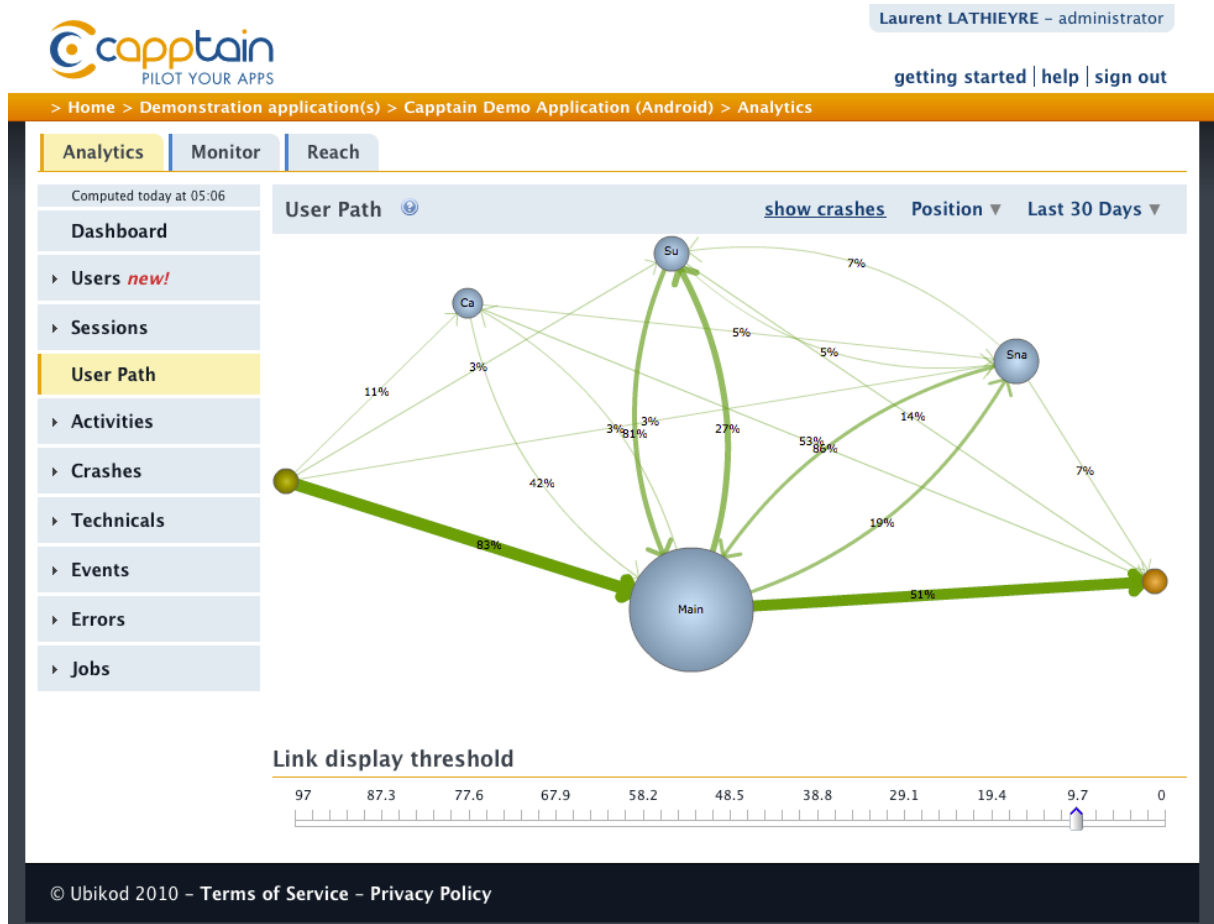 Laurent LATHIEYRE – administrator
capptain
PILOT YOUR APPS
getting started | help | sign out
> Home > Demonstration application(s) > Capptain Demo Application (Android) > Analytics
Analytics Monitor Reach
Computed today at 05:06
User Path show crashes Position ▼ Last 30 Days ▼
Dashboard
Users new!
Sessions
User Path
Activities
Crashes
Technicals
Events
Errors
Jobs
Su
7%
Ca
5%
5%
Sna
3%
11%
3%
14%
3%
81%
27%
53%
86%
7%
42%
19%
83%
51%
Main
Link display threshold
97 87.3 77.6 67.9 58.2 48.5 38.8 29.1 19.4 9.7 0
© Ubikod 2010 – Terms of Service – Privacy Policy